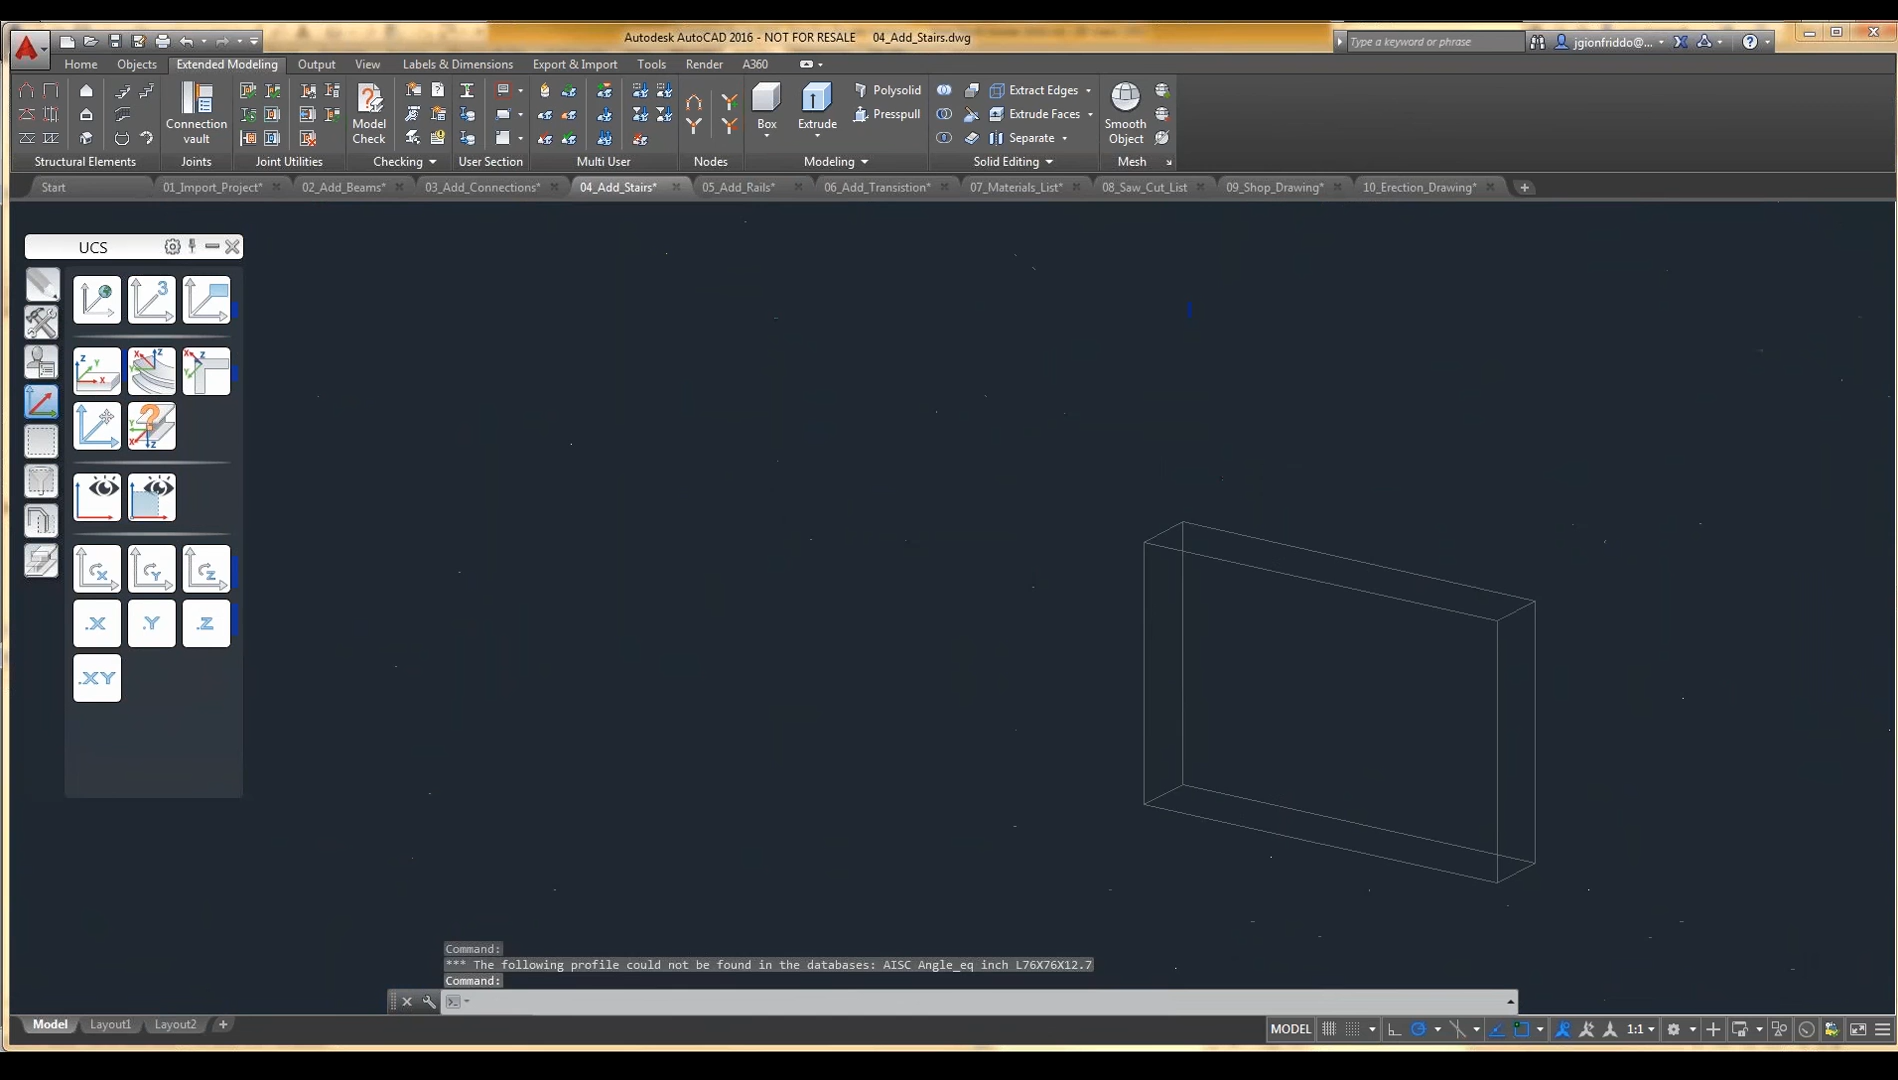 Autodesk AutoCAD 2016 - NOT FOR RESALE 04_Add_Stairs.dwg
Type a keyword or phrase
jgionfriddo@...
Home Objects Extended Modeling Output View Labels & Dimensions Export & Import Tools Render A360
Connection vault
Model Check
Box
Extrude
Polysolid
Presspull
Extract Edges
Extrude Faces
Separate
Smooth Object
Structural Elements Joints Joint Utilities Checking User Section Multi User Nodes Modeling Solid Editing Mesh
Start 01_Import_Project* 02_Add_Beams* 03_Add_Connections* 04_Add_Stairs* 05_Add_Rails* 06_Add_Transistion* 07_Materials_List* 08_Saw_Cut_List 09_Shop_Drawing* 10_Erection_Drawing*
UCS
3
Z Y X
X Z Y
X Z Y
Y X Z
X Y Z
.X .Y .Z
.XY
Command:
*** The following profile could not be found in the databases: AISC Angle_eq inch L76X76X12.7
Command:
Model Layout1 Layout2
MODEL 1:1